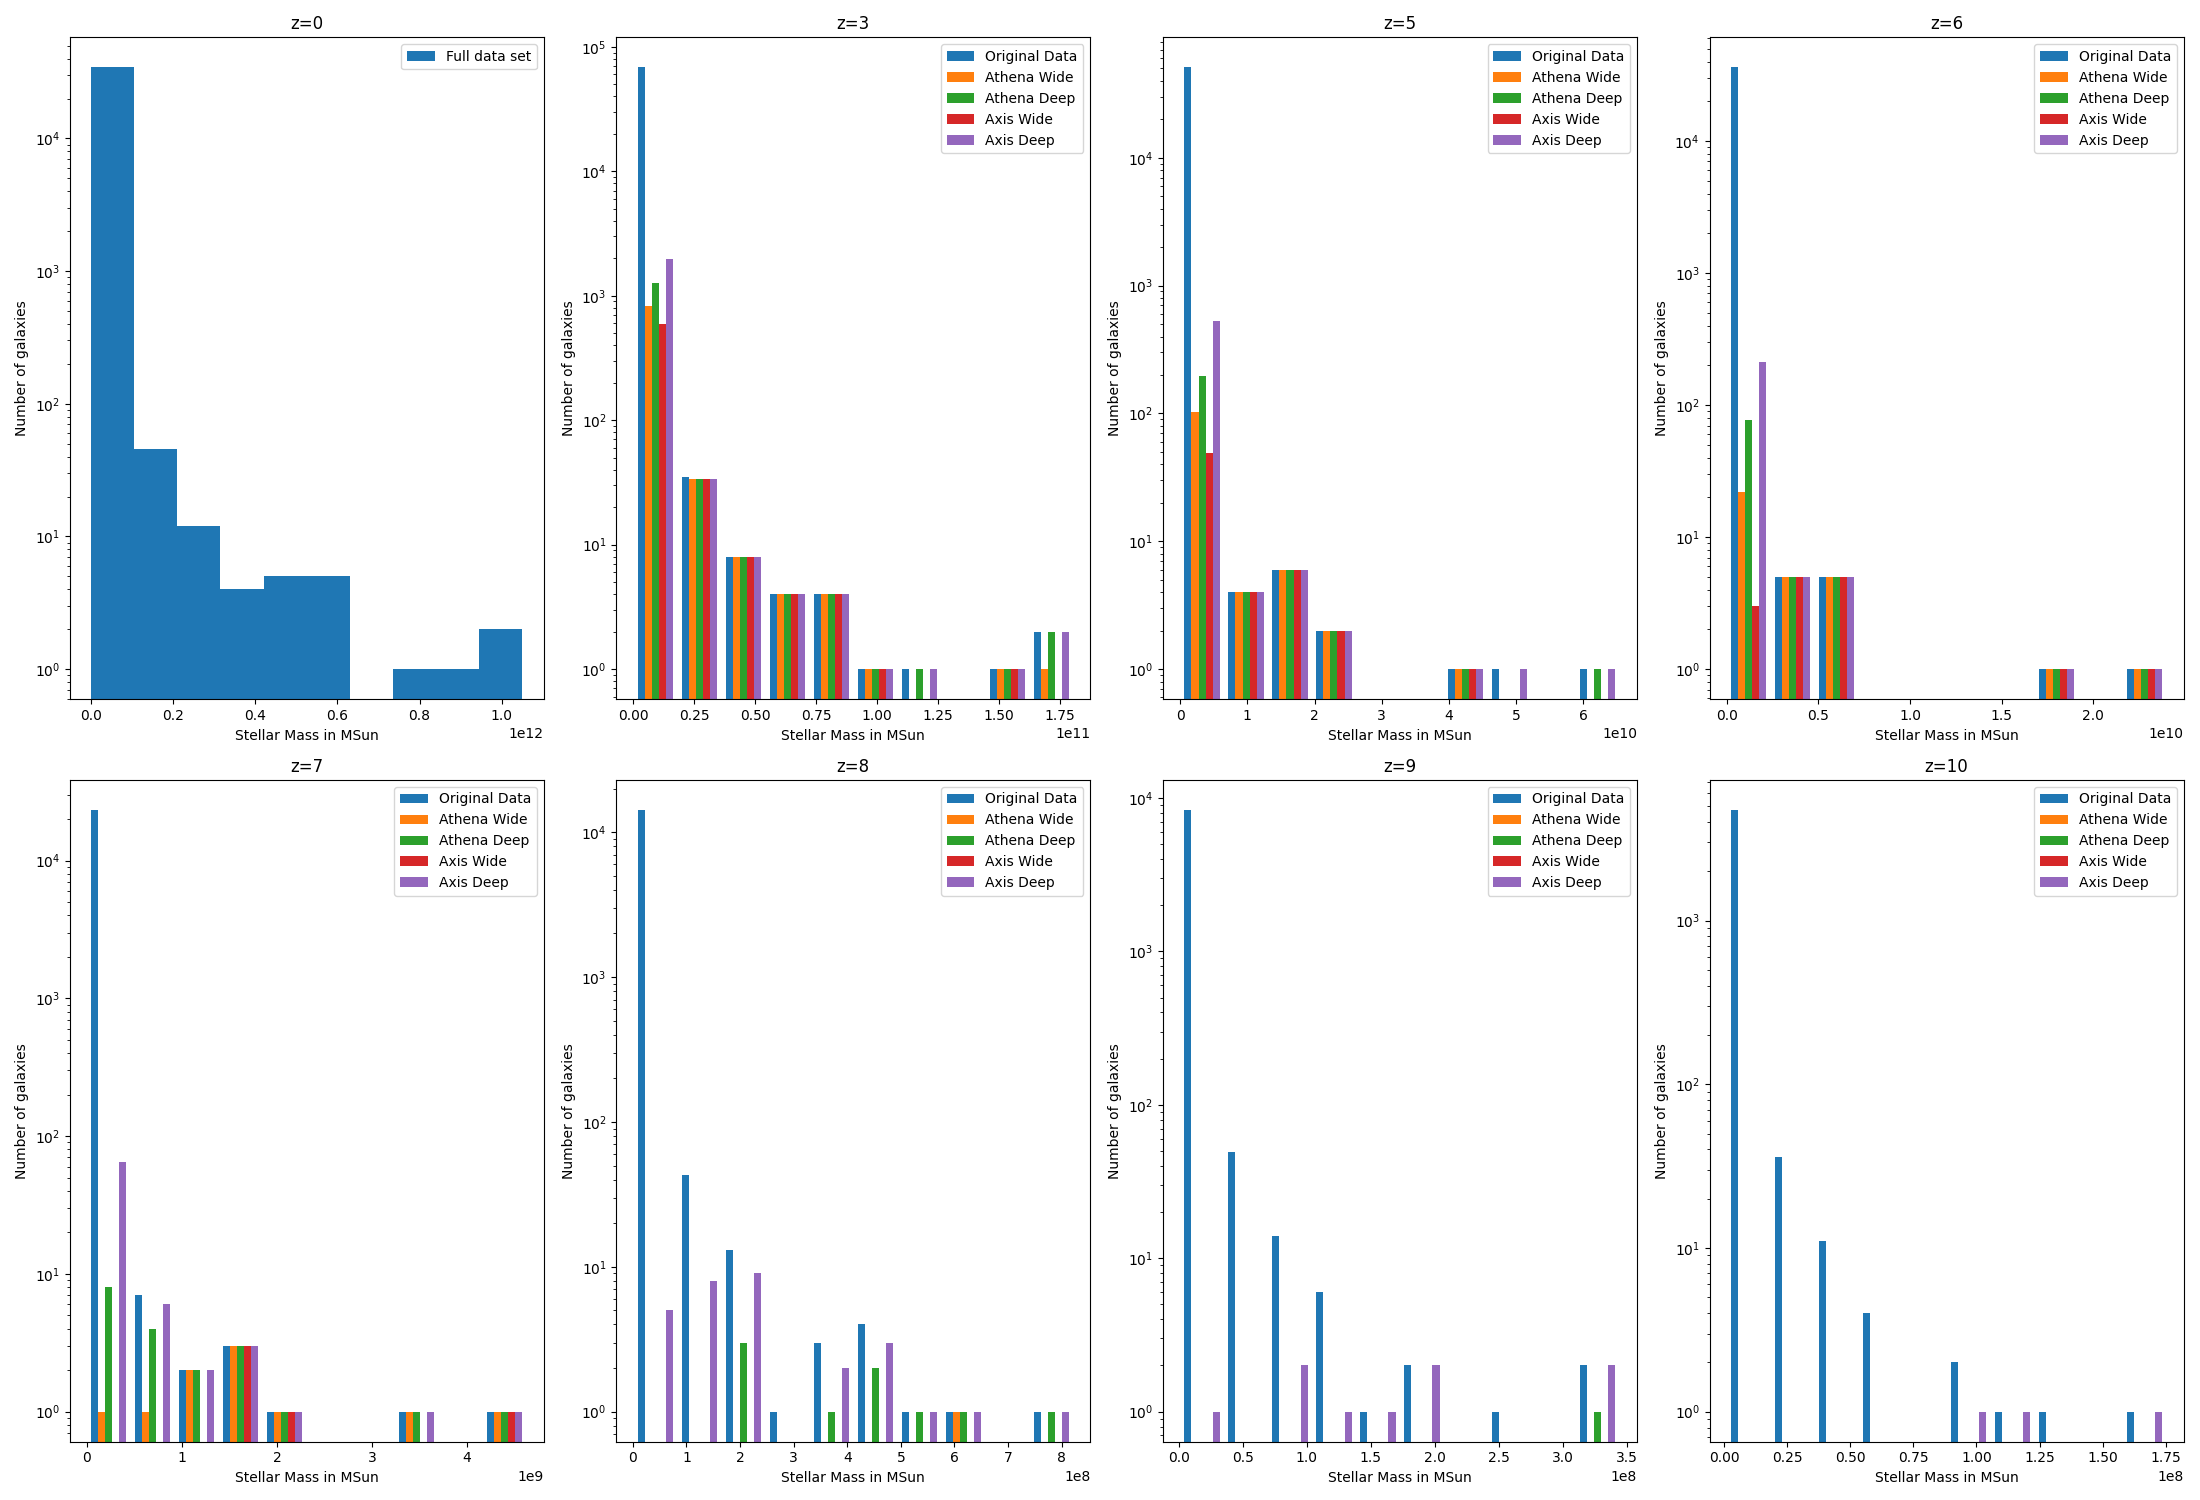 z=0
Full data set
Number of galaxies
10^4
10^3
10^2
10^1
10^0
0.0 0.2 0.4 0.6 0.8 1.0
Stellar Mass in MSun
1e12
z=3
Original Data
Athena Wide
Athena Deep
Axis Wide
Axis Deep
Number of galaxies
10^5
10^4
10^3
10^2
10^1
10^0
0.00 0.25 0.50 0.75 1.00 1.25 1.50 1.75
Stellar Mass in MSun
1e11
z=5
Original Data
Athena Wide
Athena Deep
Axis Wide
Axis Deep
Number of galaxies
10^4
10^3
10^2
10^1
10^0
0 1 2 3 4 5 6
Stellar Mass in MSun
1e10
z=6
Original Data
Athena Wide
Athena Deep
Axis Wide
Axis Deep
Number of galaxies
10^4
10^3
10^2
10^1
10^0
0.0 0.5 1.0 1.5 2.0
Stellar Mass in MSun
1e10
z=7
Original Data
Athena Wide
Athena Deep
Axis Wide
Axis Deep
Number of galaxies
10^4
10^3
10^2
10^1
10^0
0 1 2 3 4
Stellar Mass in MSun
1e9
z=8
Original Data
Athena Wide
Athena Deep
Axis Wide
Axis Deep
Number of galaxies
10^4
10^3
10^2
10^1
10^0
0 1 2 3 4 5 6 7 8
Stellar Mass in MSun
1e8
z=9
Original Data
Athena Wide
Athena Deep
Axis Wide
Axis Deep
Number of galaxies
10^4
10^3
10^2
10^1
10^0
0.0 0.5 1.0 1.5 2.0 2.5 3.0 3.5
Stellar Mass in MSun
1e8
z=10
Original Data
Athena Wide
Athena Deep
Axis Wide
Axis Deep
Number of galaxies
10^3
10^2
10^1
10^0
0.00 0.25 0.50 0.75 1.00 1.25 1.50 1.75
Stellar Mass in MSun
1e8